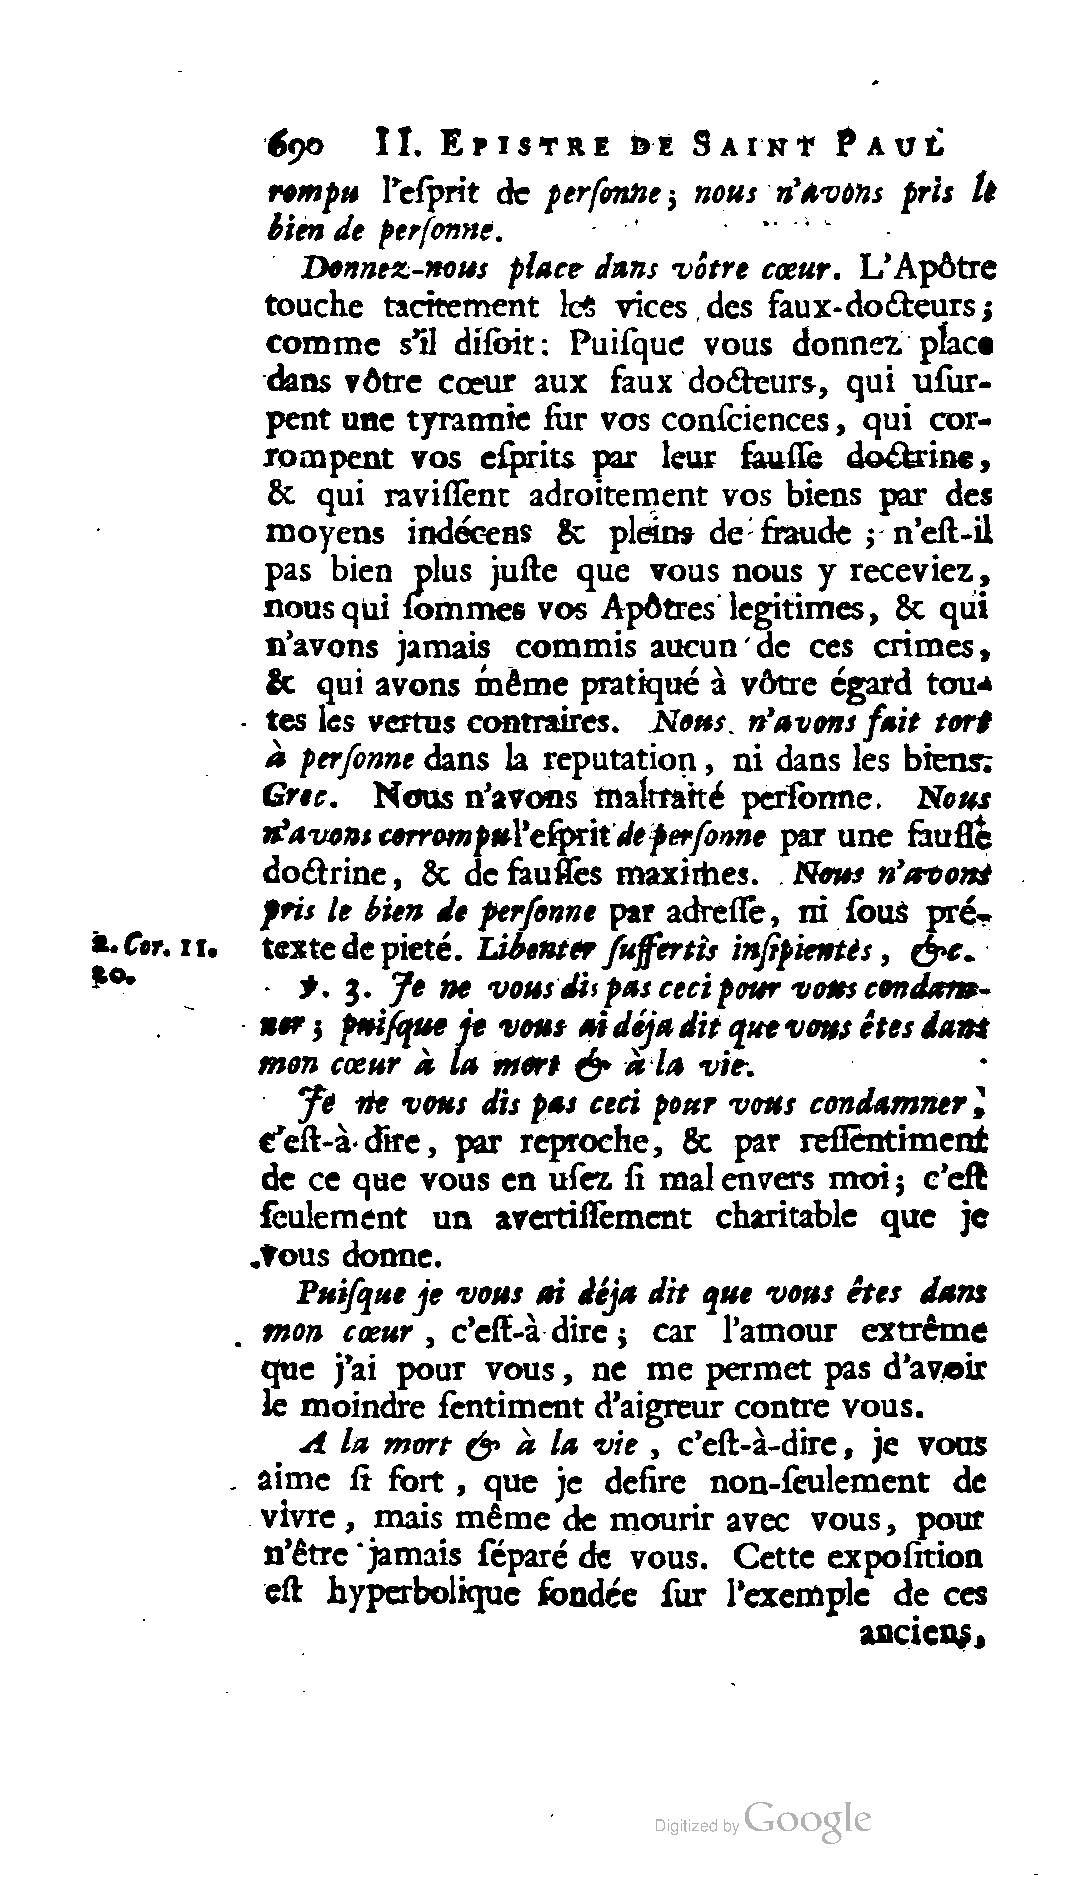 690 II. EPISTRE DE SAINT PAUL
rompu l'eſprit de perſonne; nous n'avons pris le
bien de perſonne.
Donnez-nous place dans vôtre cœur. L'Apôtre
touche tacitement les vices des faux-docteurs;
comme s'il diſoit: Puiſque vous donnez place
dans vôtre cœur aux faux docteurs, qui uſur-
pent une tyrannie ſur vos conſciences, qui cor-
rompent vos eſprits par leur fauſſe doctrine,
& qui raviſſent adroitement vos biens par des
moyens indécens & pleins de fraude; n'eſt-il
pas bien plus juſte que vous nous y receviez,
nous qui ſommes vos Apôtres legitimes, & qui
n'avons jamais commis aucun de ces crimes,
& qui avons même pratiqué à vôtre égard tou-
tes les vertus contraires. Nous n'avons fait tort
à perſonne dans la reputation, ni dans les biens.
Grec. Nous n'avons maltraité perſonne. Nous
n'avons corrompu l'eſprit de perſonne par une fauſſe
doctrine, & de fauſſes maximes. Nous n'avons
pris le bien de perſonne par adreſſe, ni ſous pré-
2. Cor. 11. texte de pieté. Libenter ſuffertis inſipientes, &c.
20.
℣. 3. Je ne vous dis pas ceci pour vous condam-
ner; puiſque je vous ai déja dit que vous êtes dans
mon cœur à la mort & à la vie.
Je ne vous dis pas ceci pour vous condamner,
c'eſt-à-dire, par reproche, & par reſſentiment
de ce que vous en uſez ſi mal envers moi; c'eſt
ſeulement un avertiſſement charitable que je
vous donne.
Puiſque je vous ai déja dit que vous êtes dans
mon cœur, c'eſt-à-dire; car l'amour extrême
que j'ai pour vous, ne me permet pas d'avoir
le moindre ſentiment d'aigreur contre vous.
A la mort & à la vie, c'eſt-à-dire, je vous
aime ſi fort, que je deſire non-ſeulement de
vivre, mais même de mourir avec vous, pour
n'être jamais ſéparé de vous. Cette expoſition
eſt hyperbolique fondée ſur l'exemple de ces
anciens,
Digitized by Google